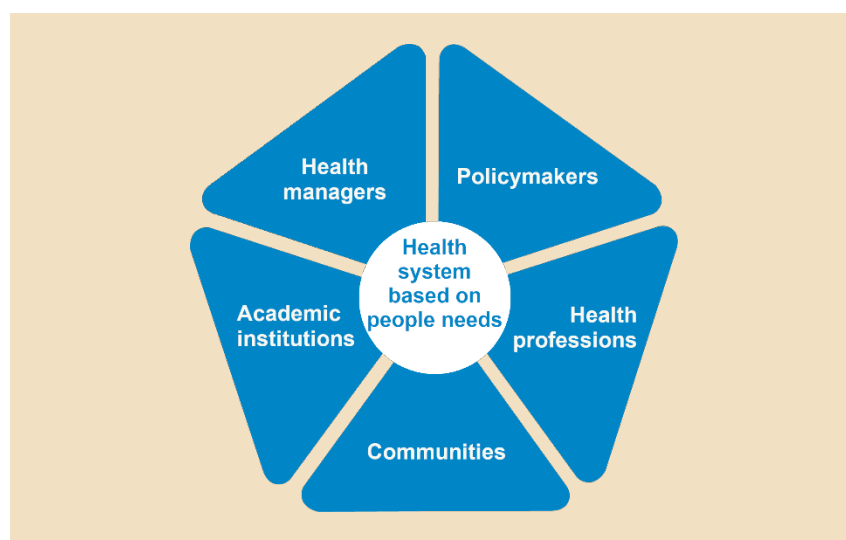 Health
managers
Policymakers
Health
system
based on
people needs
Academic
institutions
Health
professions
Communities